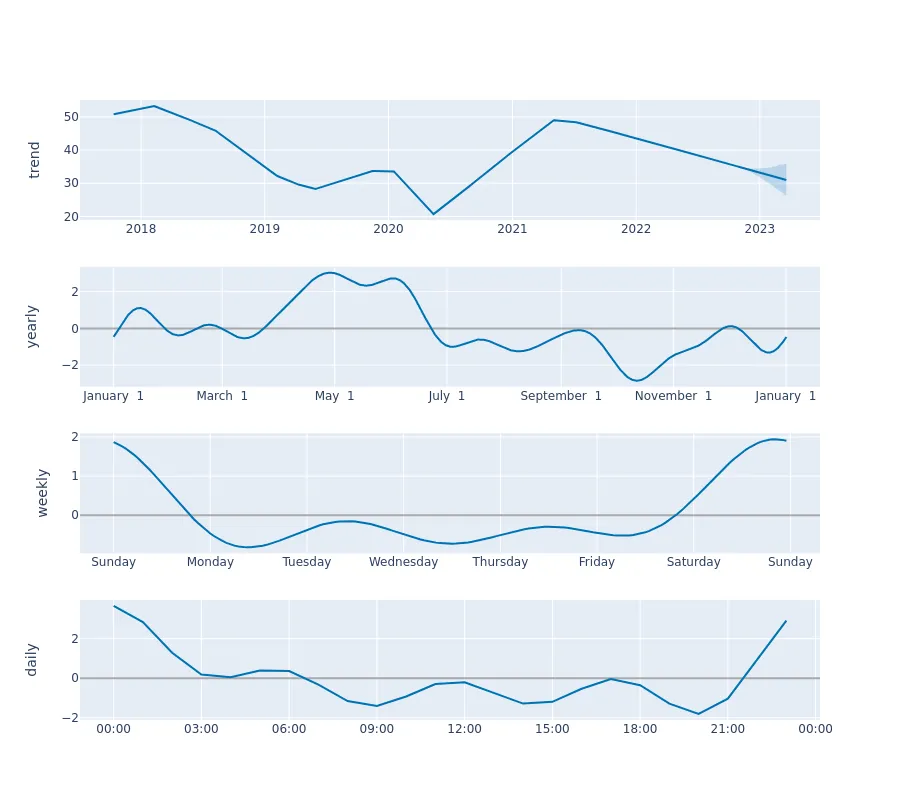 trend
50
40
30
20
2018 2019 2020 2021 2022 2023
yearly
2
0
−2
January 1 March 1 May 1 July 1 September 1 November 1 January 1
weekly
2
1
0
Sunday Monday Tuesday Wednesday Thursday Friday Saturday Sunday
daily
2
0
−2
00:00 03:00 06:00 09:00 12:00 15:00 18:00 21:00 00:00